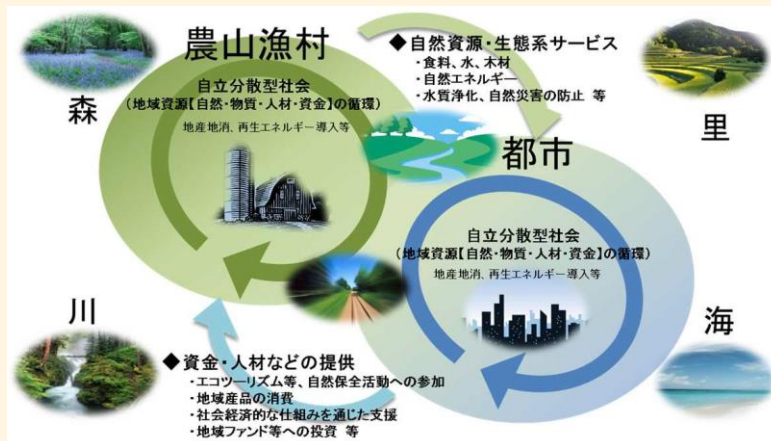 農山漁村
自立分散型社会
(地域資源【自然・物質・人材・資金】の循環)
地産地消、再生エネルギー導入等
◆自然資源・生態系サービス
・食料、水、木材
・自然エネルギー
・水質浄化、自然災害の防止 等
森
里
都市
自立分散型社会
(地域資源【自然・物質・人材・資金】の循環)
地産地消、再生エネルギー導入等
川
海
◆資金・人材などの提供
・エコツーリズム等、自然保全活動への参加
・地域産品の消費
・社会経済的な仕組みを通じた支援
・地域ファンド等への投資 等